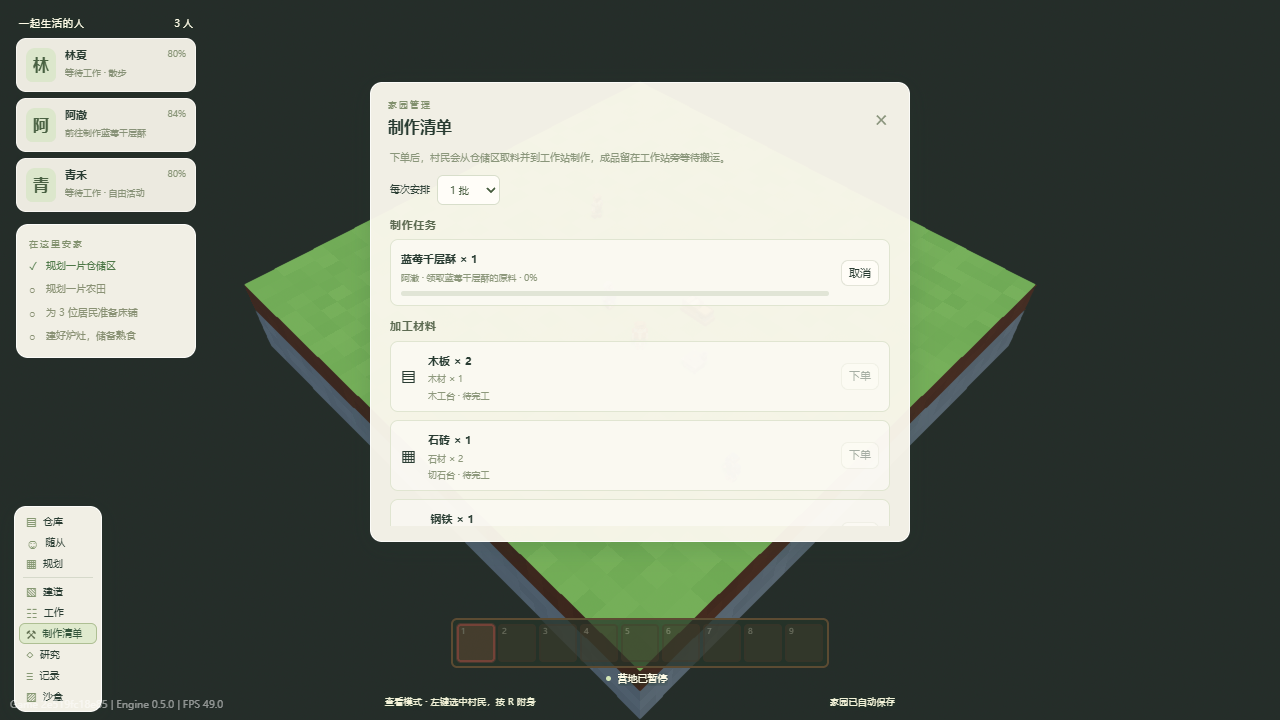 一起生活的人 3 人
林
林夏 80%
等待工作 · 散步
阿
阿澈 84%
前往制作蓝莓千层酥
青
青禾 80%
等待工作 · 自由活动
在这里安家
✓ 规划一片仓储区
○ 规划一片农田
○ 为 3 位居民准备床铺
○ 建好炉灶，储备熟食
家园管理
制作清单
×
下单后，村民会从仓储区取料并到工作站制作，成品留在工作站旁等待搬运。
每次安排 1 批
制作任务
蓝莓千层酥 × 1
阿澈 · 领取蓝莓千层酥的原料 · 0%
取消
加工材料
木板 × 2
木材 × 1
木工台 · 待完工
下单
石砖 × 1
石材 × 2
切石台 · 待完工
下单
钢铁 × 1
仓库
随从
规划
建造
工作
制作清单
研究
记录
沙盒
1 2 3 4 5 6 7 8 9
营地已暂停
5 | Engine 0.5.0 | FPS 49.0
查看模式 · 左键选中村民，按 R 附身
家园已自动保存